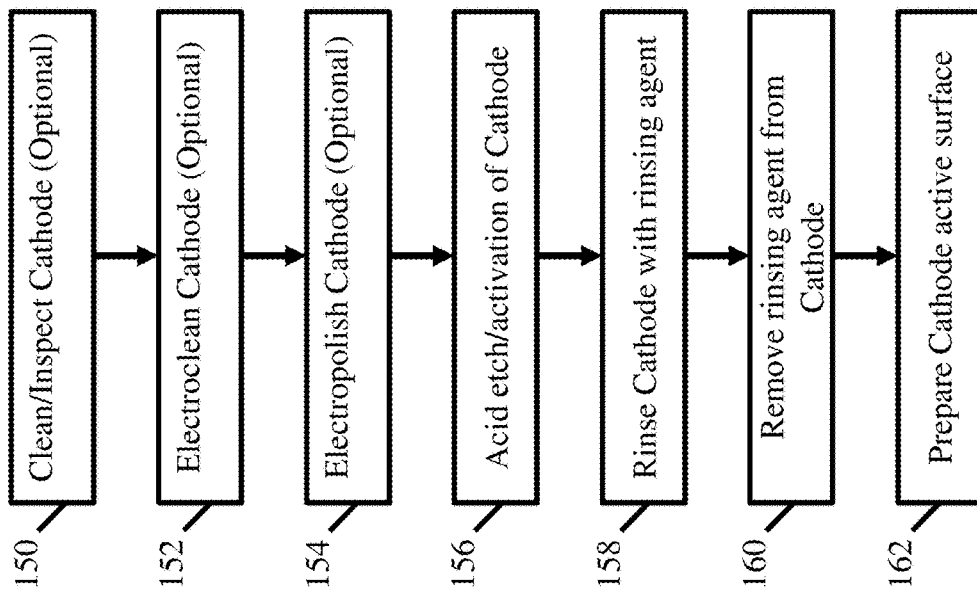 150
Clean/Inspect Cathode (Optional)
152
Electroclean Cathode (Optional)
154
Electropolish Cathode (Optional)
156
Acid etch/activation of Cathode
158
Rinse Cathode with rinsing agent
160
Remove rinsing agent from
Cathode
162
Prepare Cathode active surface